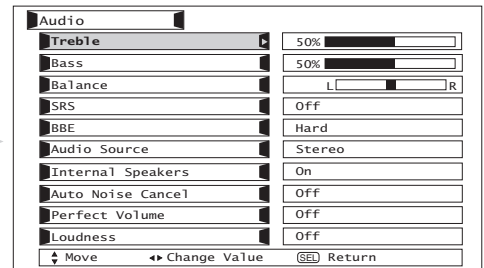 Audio
Treble 50%
Bass 50%
Balance L R
SRS Off
BBE Hard
Audio Source Stereo
Internal Speakers On
Auto Noise Cancel Off
Perfect Volume Off
Loudness Off
Move Change Value SEL Return